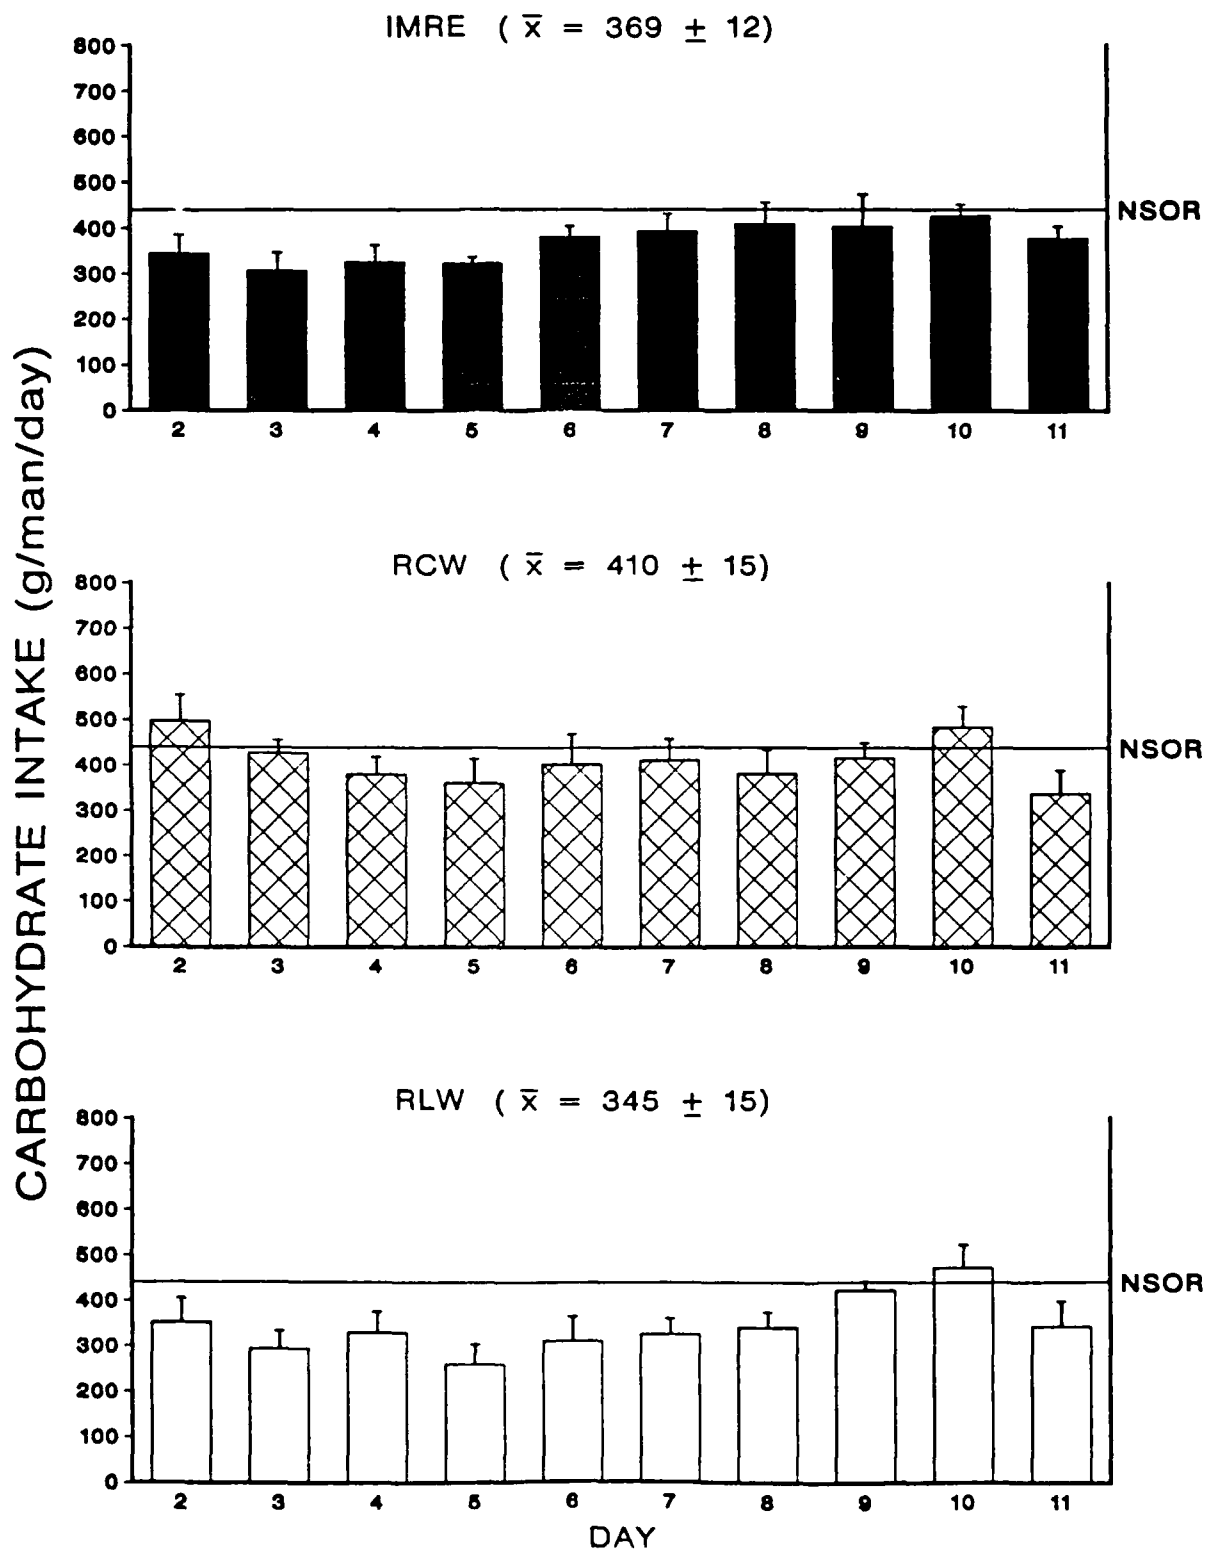 IMRE ( x̅ = 369 ± 12)
800
700
600
500
400
300
200
100
0
NSOR
2 3 4 5 6 7 8 9 10 11
CARBOHYDRATE INTAKE (g/man/day)
RCW ( x̅ = 410 ± 15)
800
700
600
500
400
300
200
100
0
NSOR
2 3 4 5 6 7 8 9 10 11
RLW ( x̅ = 345 ± 15)
800
700
600
500
400
300
200
100
0
NSOR
2 3 4 5 6 7 8 9 10 11
DAY